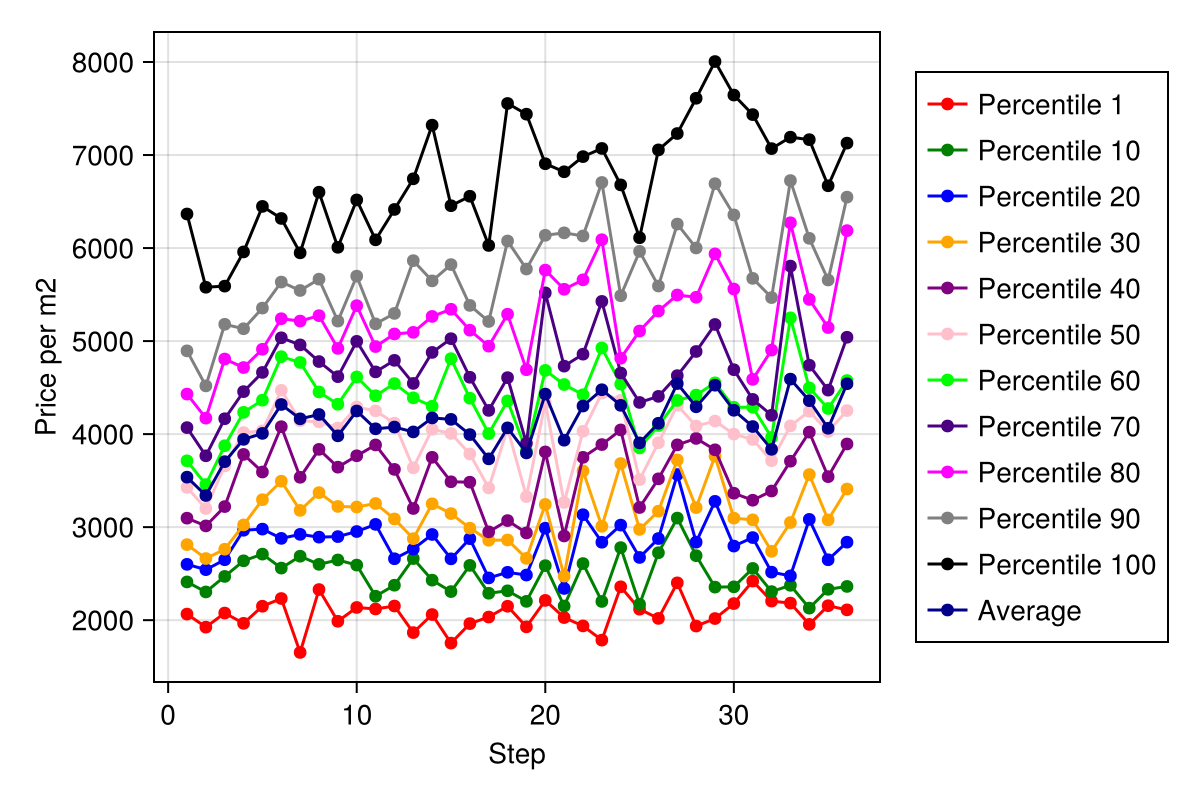 8000
7000
6000
5000
4000
3000
2000
Price per m2
0 10 20 30
Step
Percentile 1
Percentile 10
Percentile 20
Percentile 30
Percentile 40
Percentile 50
Percentile 60
Percentile 70
Percentile 80
Percentile 90
Percentile 100
Average